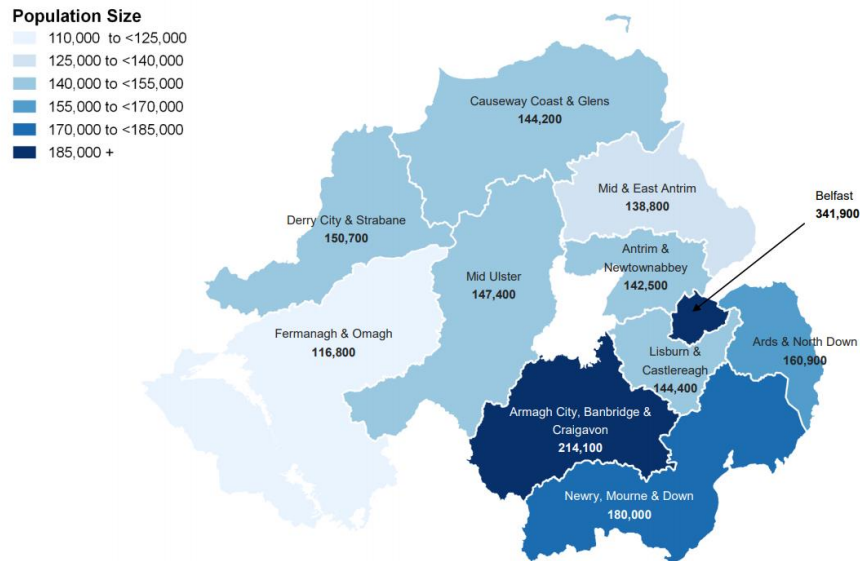 Population Size
110,000 to <125,000
125,000 to <140,000
140,000 to <155,000
155,000 to <170,000
170,000 to <185,000
185,000 +
Causeway Coast & Glens
144,200
Mid & East Antrim
138,800
Belfast
341,900
Derry City & Strabane
150,700
Antrim &
Newtownabbey
142,500
Mid Ulster
147,400
Fermanagh & Omagh
116,800
Lisburn &
Castlereagh
144,400
Ards & North Down
160,900
Armagh City, Banbridge &
Craigavon
214,100
Newry, Mourne & Down
180,000